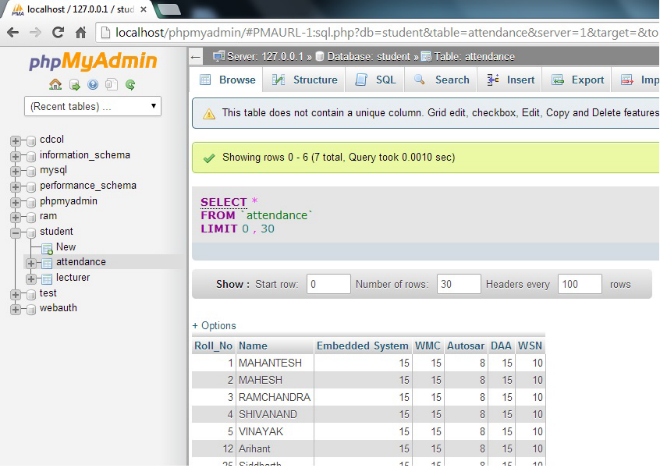 localhost / 127.0.0.1 / stud
localhost/phpmyadmin/#PMAURL-1:sql.php?db=student&table=attendance&server=1&target=&to
phpMyAdmin
(Recent tables) ...
cdcol
information_schema
mysql
performance_schema
phpmyadmin
ram
student
New
attendance
lecturer
test
webauth
Server: 127.0.0.1 » Database: student » Table: attendance
Browse Structure SQL Search Insert Export Imp
This table does not contain a unique column. Grid edit, checkbox, Edit, Copy and Delete features
Showing rows 0 - 6 (7 total, Query took 0.0010 sec)
SELECT *
FROM `attendance`
LIMIT 0 , 30
Show : Start row: 0 Number of rows: 30 Headers every 100 rows
+ Options
Roll_No Name Embedded System WMC Autosar DAA WSN
1 MAHANTESH 15 15 8 15 10
2 MAHESH 15 15 8 15 10
3 RAMCHANDRA 15 15 8 15 10
4 SHIVANAND 15 15 8 15 10
5 VINAYAK 15 15 8 15 10
12 Arihant 15 15 8 15 10
25 Siddharth 15 15 8 15 10